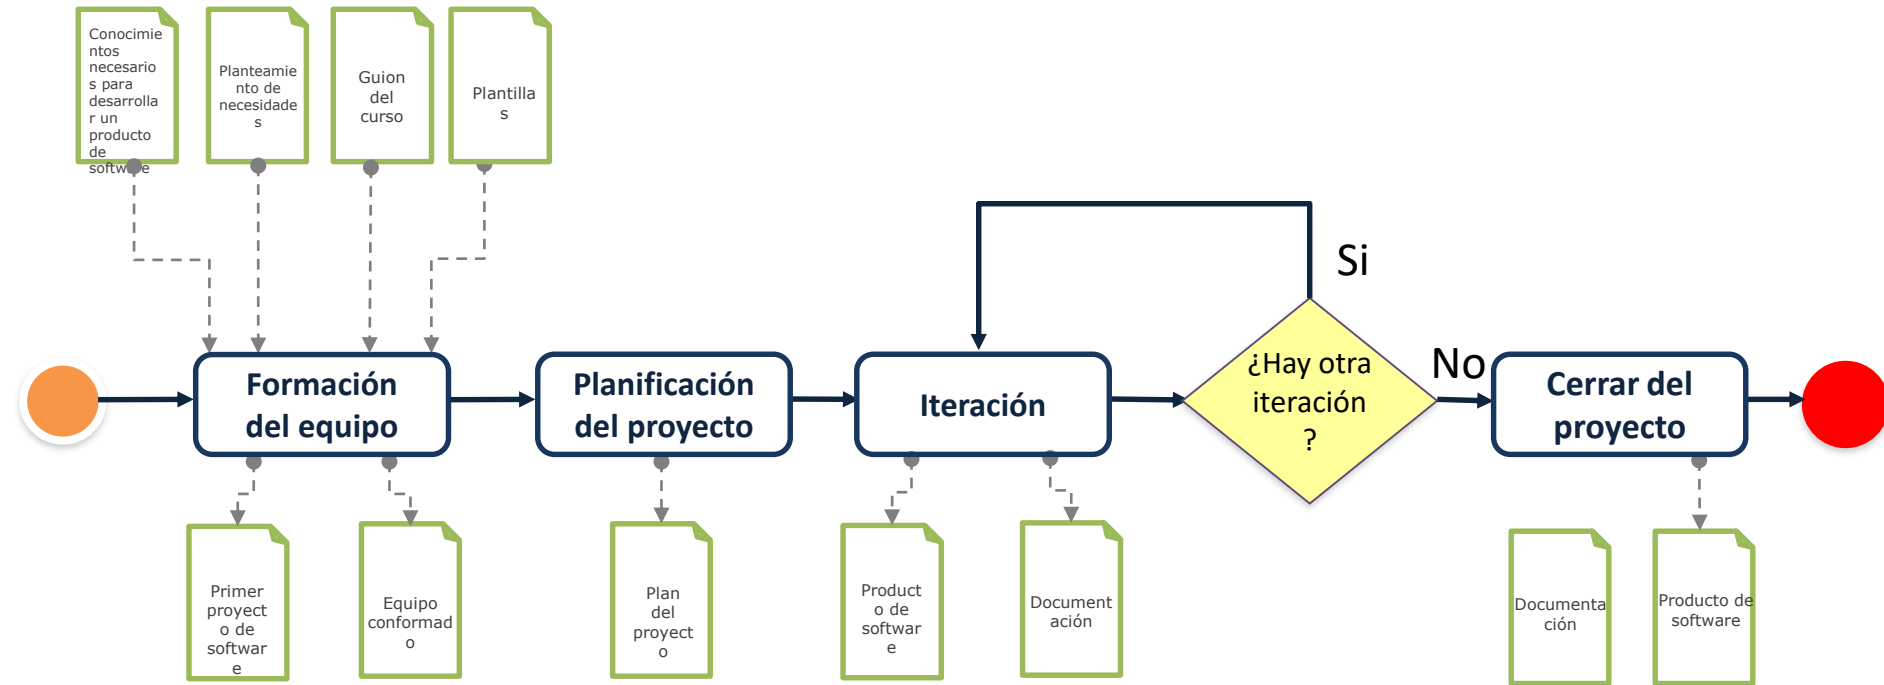 Conocimie
ntos
necesario
s para
desarrolla
r un
producto
de
software
Planteamie
nto de
necesidade
s
Guion
del
curso
Plantilla
s
Si
No
Formación
del equipo
Planificación
del proyecto
Iteración
¿Hay otra
iteración
?
Cerrar del
proyecto
Primer
proyect
o de
softwar
e
Equipo
conformad
o
Plan
del
proyect
o
Product
o de
softwar
e
Document
ación
Documenta
ción
Producto de
software